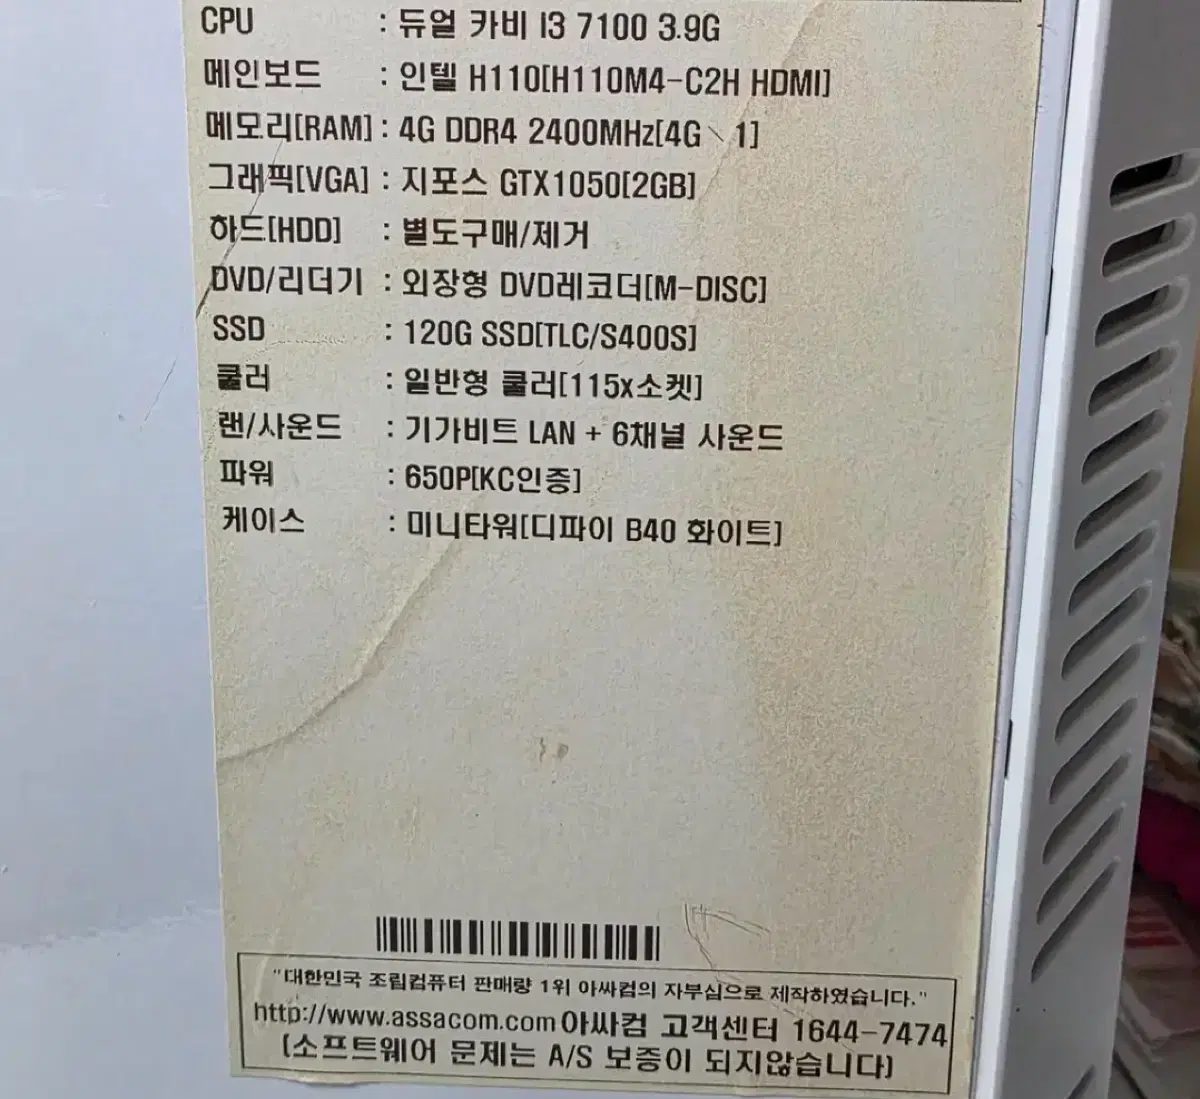 CPU : 듀얼 카비 I3 7100 3.9G
메인보드 : 인텔 H110[H110M4-C2H HDMI]
메모리[RAM] : 4G DDR4 2400MHz[4G \ 1]
그래픽[VGA] : 지포스 GTX1050[2GB]
하드[HDD] : 별도구매/제거
DVD/리더기 : 외장형 DVD레코더[M-DISC]
SSD : 120G SSD[TLC/S400S]
쿨러 : 일반형 쿨러[115x소켓]
랜/사운드 : 기가비트 LAN + 6채널 사운드
파워 : 650P[KC인증]
케이스 : 미니타워[디파이 B40 화이트]
"대한민국 조립컴퓨터 판매량 1위 아싸컴의 자부심으로 제작하였습니다."
http://www.assacom.com 아싸컴 고객센터 1644-7474
(소프트웨어 문제는 A/S 보증이 되지않습니다)